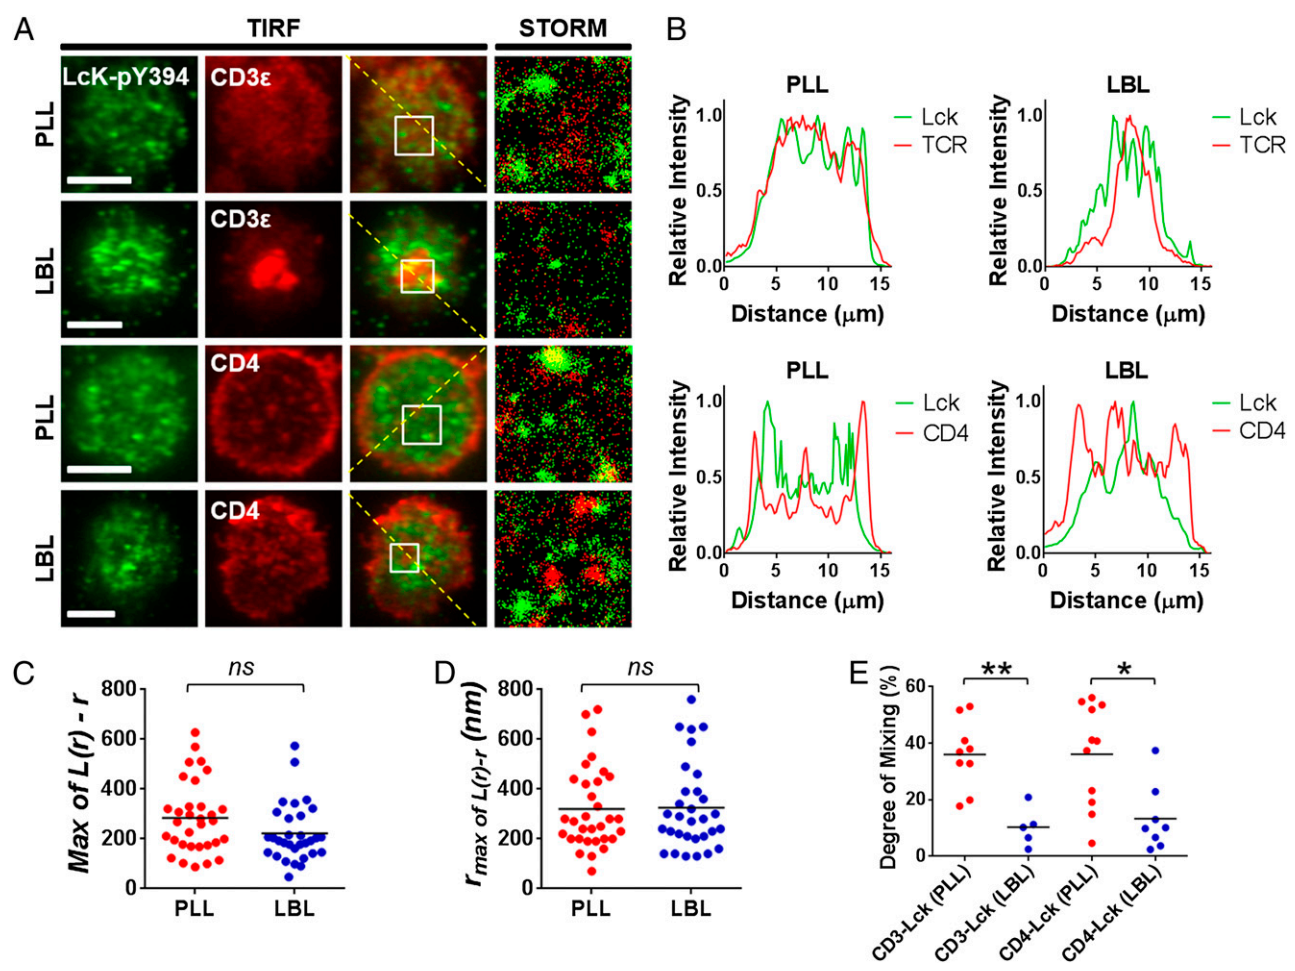 A
TIRF
STORM
LcK-pY394
CD3ε
PLL
CD3ε
LBL
CD4
PLL
CD4
LBL
B
PLL
Lck
TCR
Relative Intensity
1.0
0.5
0.0
0 5 10 15
Distance (μm)
LBL
Lck
TCR
Relative Intensity
1.0
0.5
0.0
0 5 10 15
Distance (μm)
PLL
Lck
CD4
Relative Intensity
1.0
0.5
0.0
0 5 10 15
Distance (μm)
LBL
Lck
CD4
Relative Intensity
1.0
0.5
0.0
0 5 10 15
Distance (μm)
C
ns
Max of L(r) - r
800
600
400
200
0
PLL LBL
D
ns
rmax of L(r)-r (nm)
800
600
400
200
0
PLL LBL
E
** *
Degree of Mixing (%)
60
40
20
0
CD3-Lck (PLL)
CD3-Lck (LBL)
CD4-Lck (PLL)
CD4-Lck (LBL)